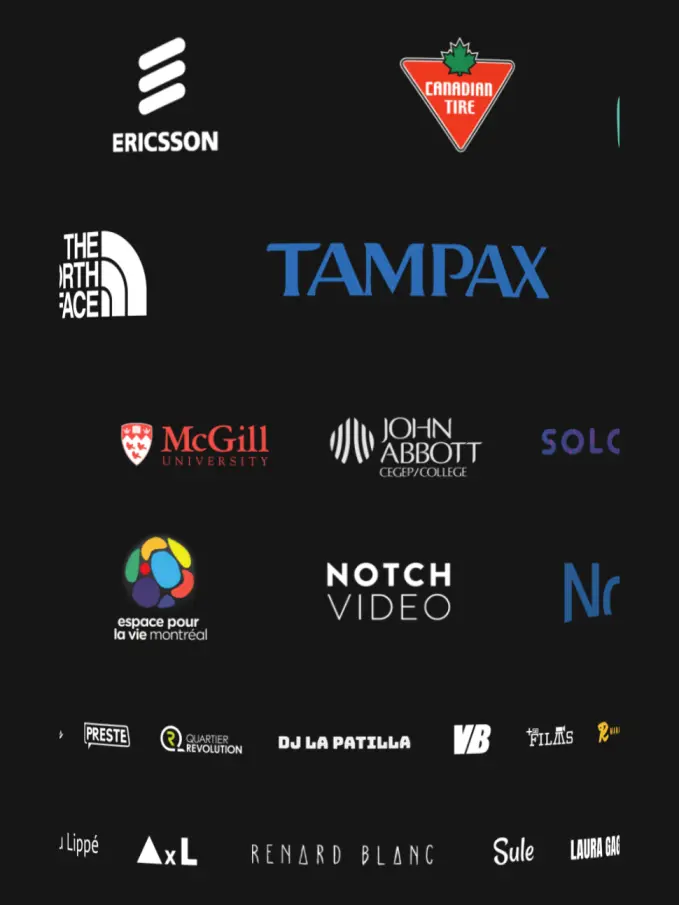 ERICSSON
CANADIAN
TIRE
THE
ORTH
FACE
TAMPAX
McGill
UNIVERSITY
JOHN
ABBOTT
CEGEP/COLLEGE
SOLO
espace pour
la vie montréal
NOTCH
VIDEO
No
PRESTE
QUARTIER
REVOLUTION
DJ LA PATILLA
VB
FILMS
u Lippé
AxL
RENARD BLANC
Sule
LAURA GAG